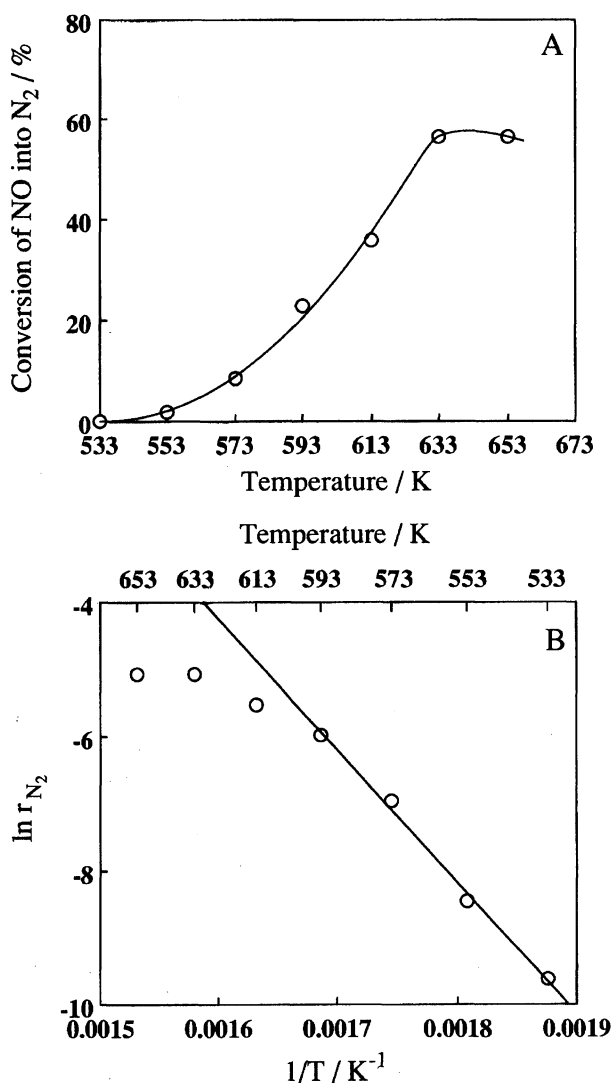 80
A
60
40
20
0
Conversion of NO into N2 / %
533 553 573 593 613 633 653 673
Temperature / K
Temperature / K
653 633 613 593 573 553 533
-4
B
-6
-8
-10
ln rN2
0.0015 0.0016 0.0017 0.0018 0.0019
1/T / K-1